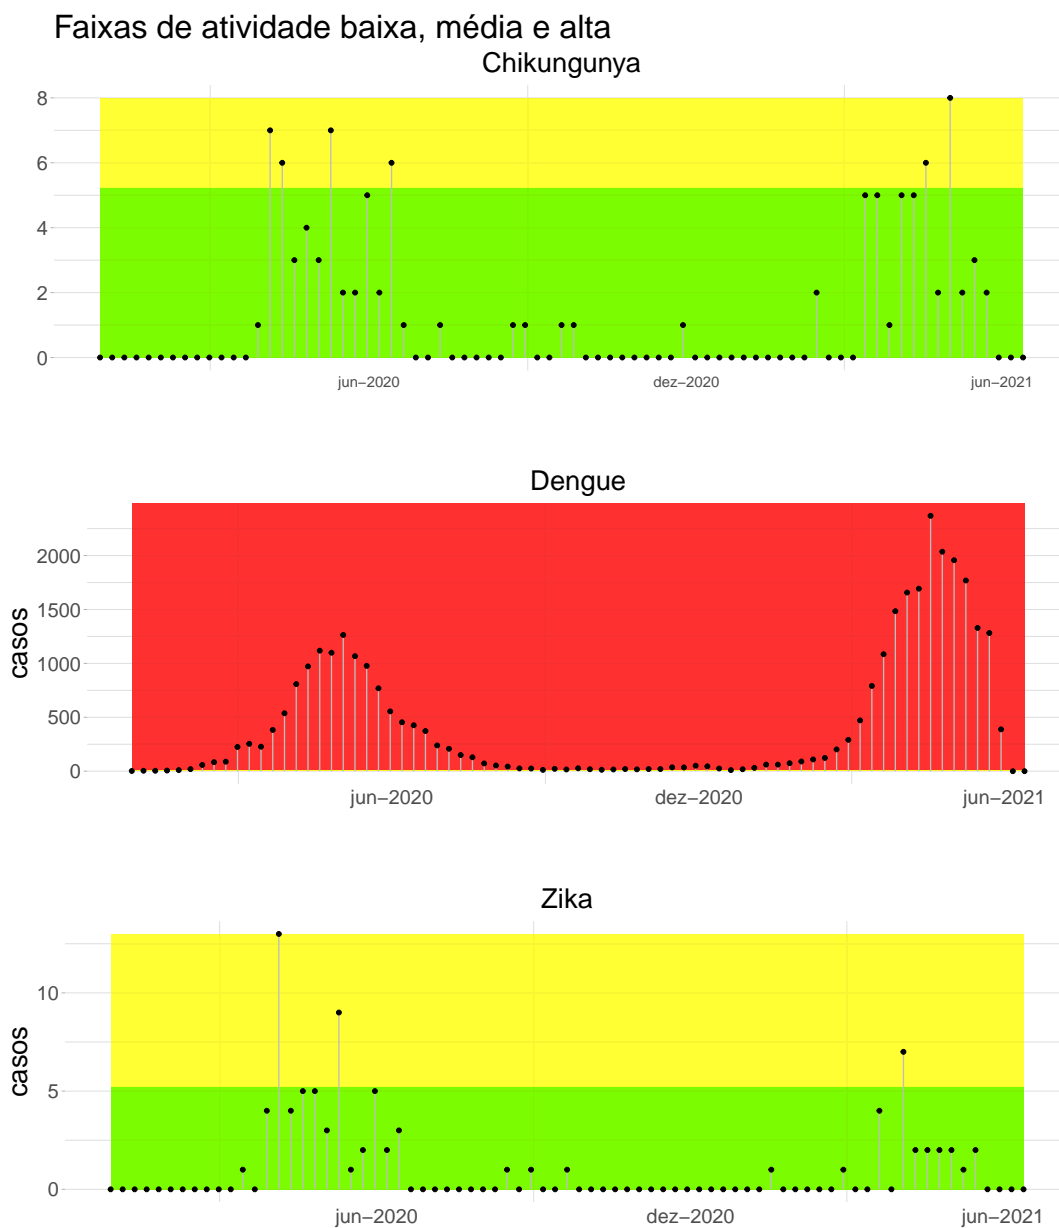 Faixas de atividade baixa, média e alta
Chikungunya
8
6
4
2
0
jun−2020 dez−2020 jun−2021
Dengue
casos
2000
1500
1000
500
0
jun−2020 dez−2020 jun−2021
Zika
casos
10
5
0
jun−2020 dez−2020 jun−2021